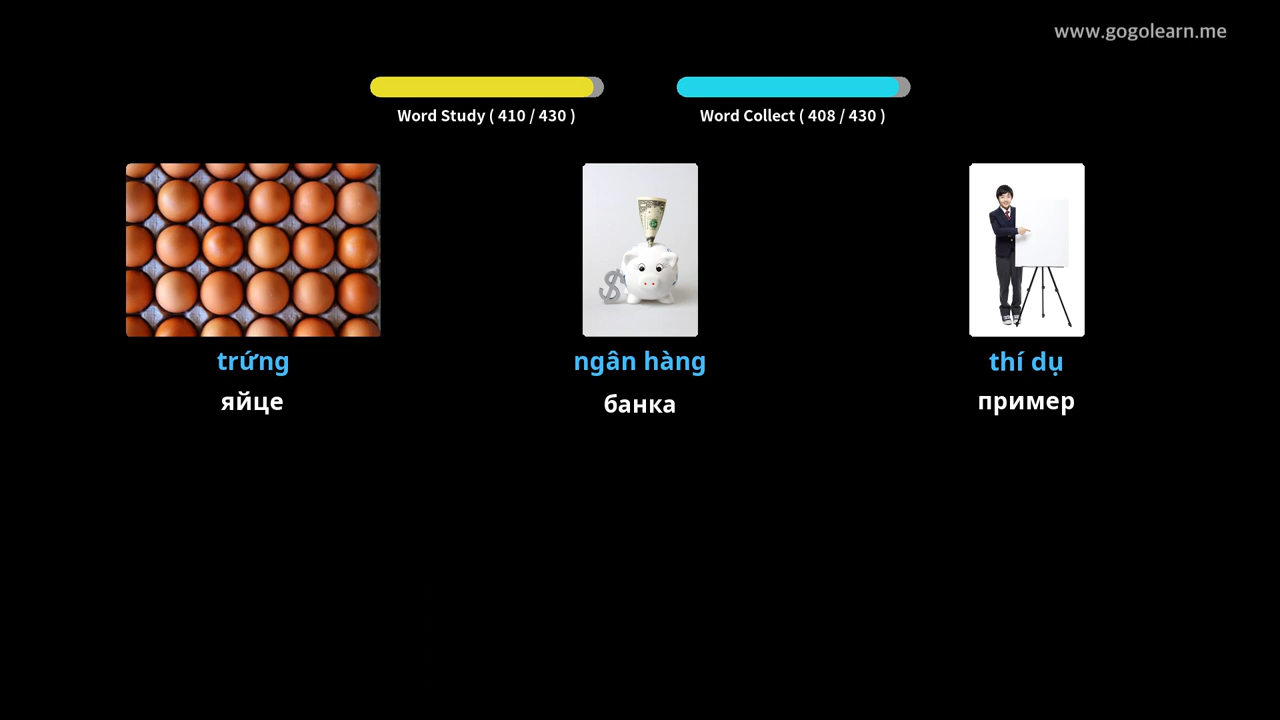 www.gogolearn.me
Word Study ( 410 / 430 )
Word Collect ( 408 / 430 )
trứng
ngân hàng
thí dụ
яйце
банка
пример